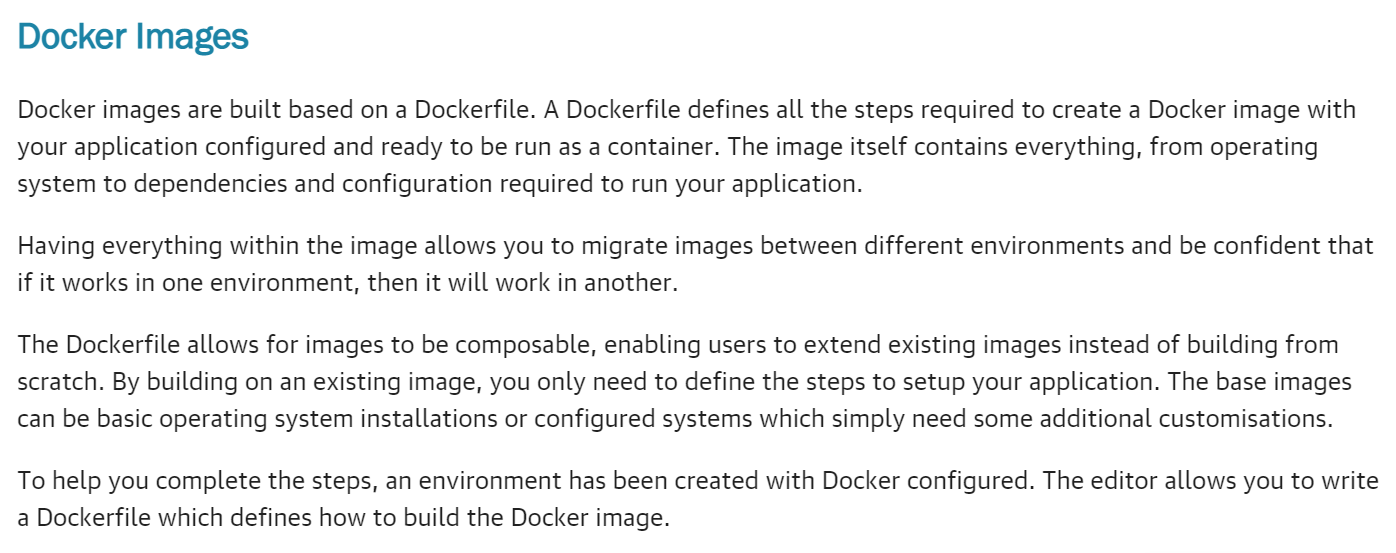 Docker Images
Docker images are built based on a Dockerfile. A Dockerfile defines all the steps required to create a Docker image with
your application configured and ready to be run as a container. The image itself contains everything, from operating
system to dependencies and configuration required to run your application.
Having everything within the image allows you to migrate images between different environments and be confident that
if it works in one environment, then it will work in another.
The Dockerfile allows for images to be composable, enabling users to extend existing images instead of building from
scratch. By building on an existing image, you only need to define the steps to setup your application. The base images
can be basic operating system installations or configured systems which simply need some additional customisations.
To help you complete the steps, an environment has been created with Docker configured. The editor allows you to write
a Dockerfile which defines how to build the Docker image.